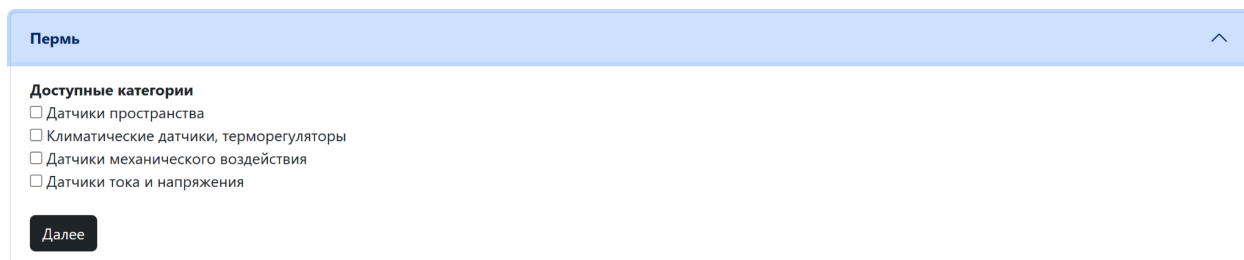 Пермь
Доступные категории
Датчики пространства
Климатические датчики, терморегуляторы
Датчики механического воздействия
Датчики тока и напряжения
Далее